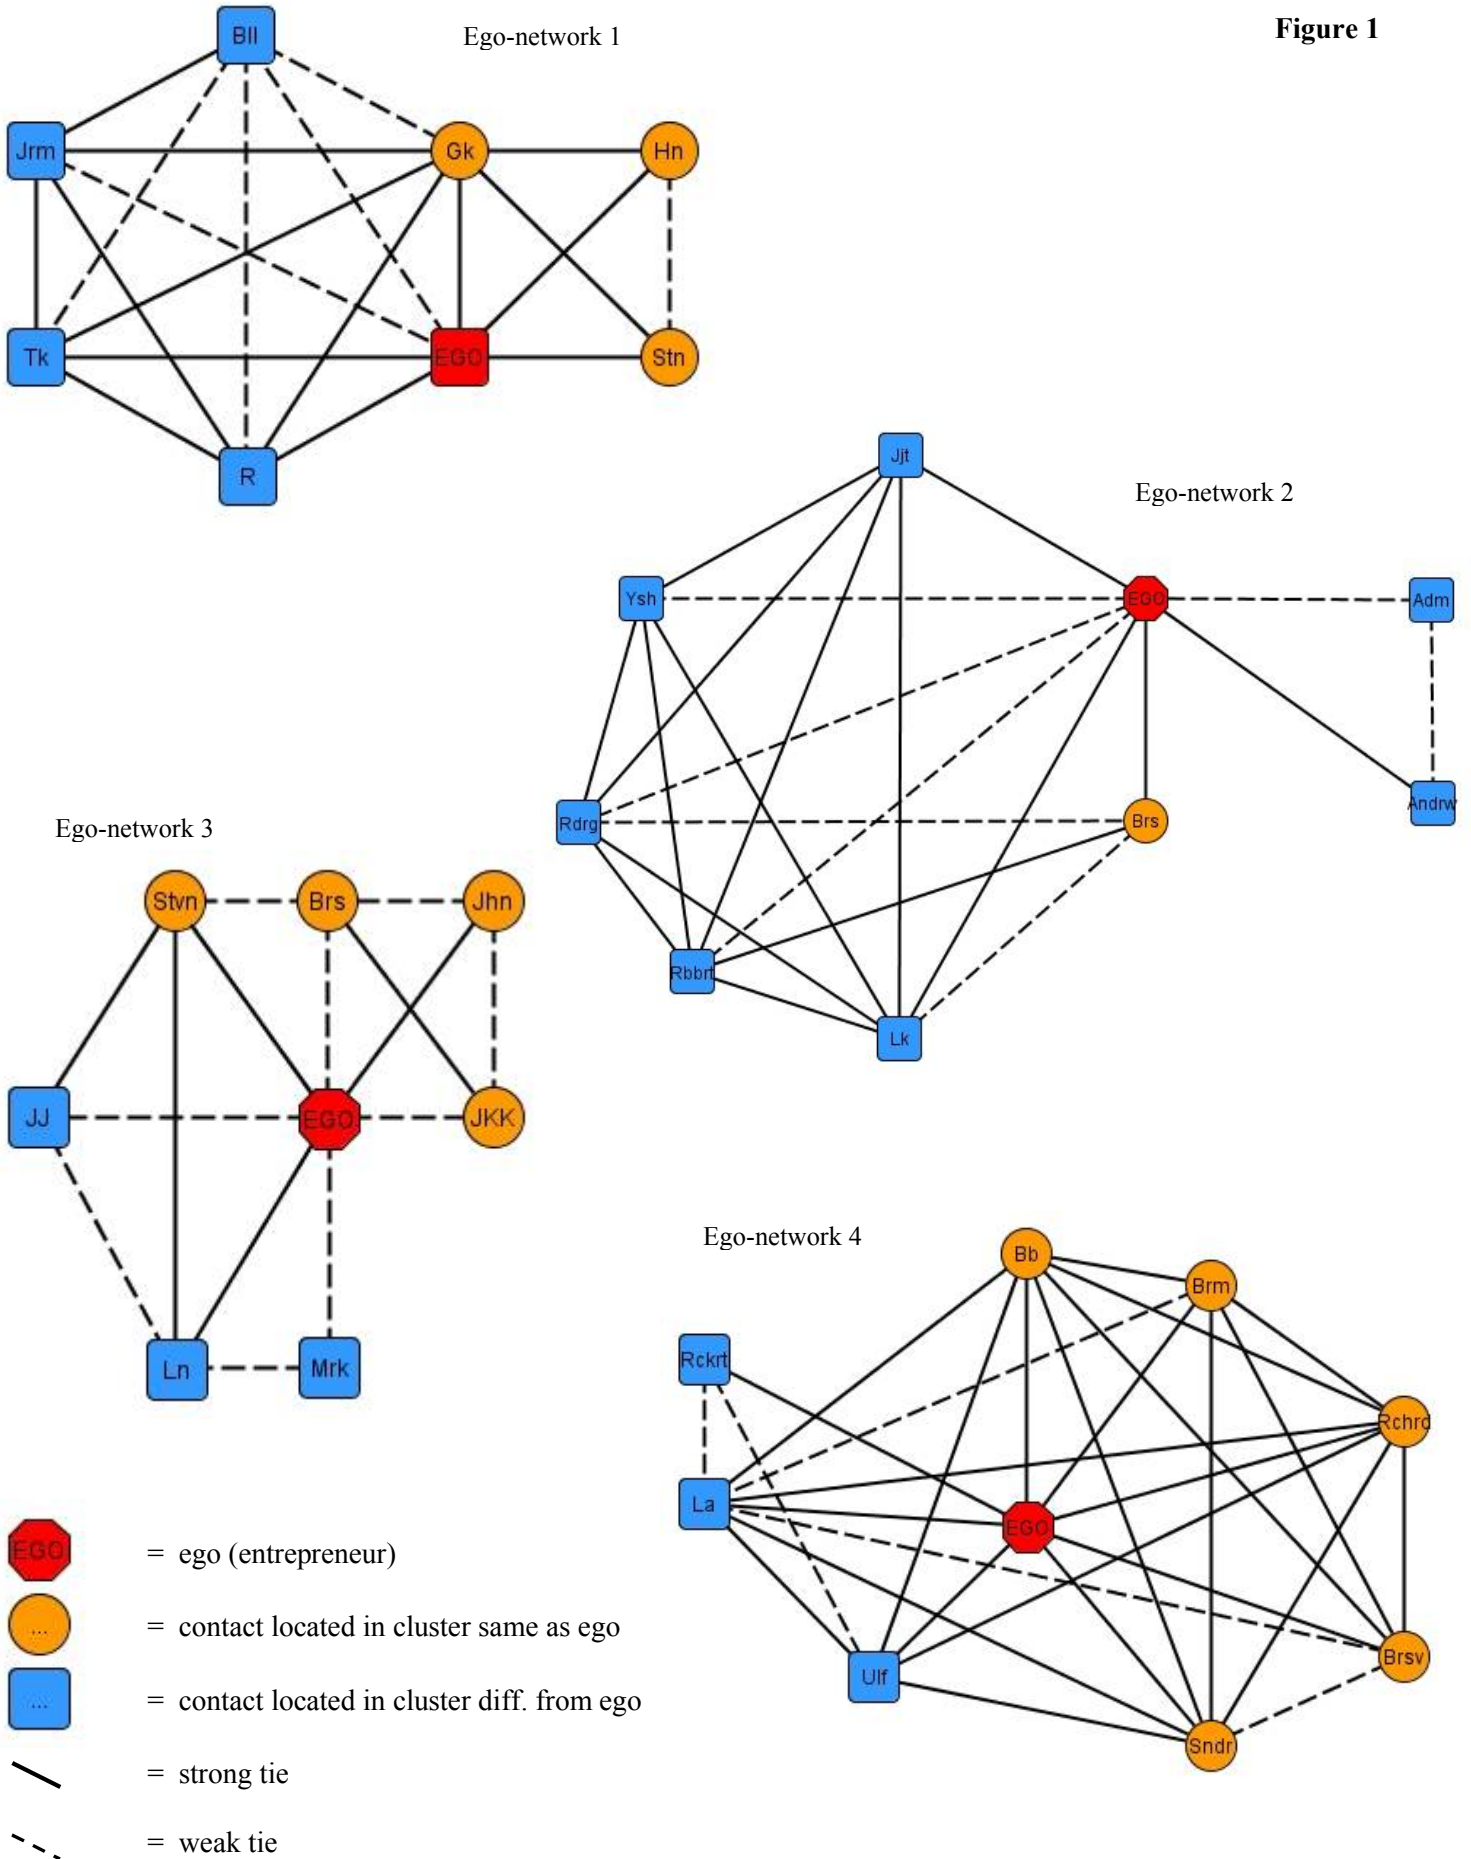 Figure 1
Ego-network 1
Bll
Jrm
Gk
Hn
Tk
EGO
Stn
R
Ego-network 2
Jjt
Ysh
EGO
Adm
Rdrg
Brs
Andrw
Rbbrt
Lk
Ego-network 3
Stvn
Brs
Jhn
JJ
EGO
JKK
Ln
Mrk
Ego-network 4
Bb
Brm
Rckrt
Rchrd
La
EGO
Ulf
Brsv
Sndr
EGO = ego (entrepreneur)
... = contact located in cluster same as ego
... = contact located in cluster diff. from ego
= strong tie
= weak tie